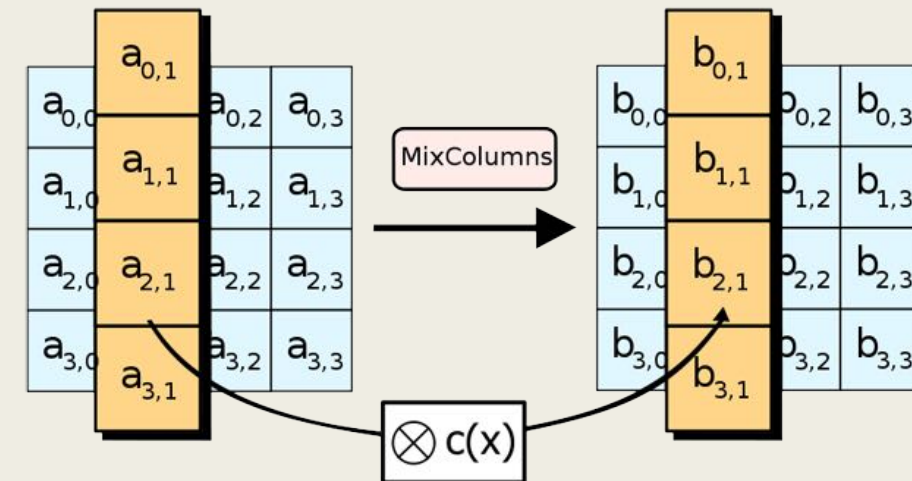 a0,0 a0,1 a0,2 a0,3
a1,0 a1,1 a1,2 a1,3
a2,0 a2,1 a2,2 a2,3
a3,0 a3,1 a3,2 a3,3
MixColumns
⊗ c(x)
b0,0 b0,1 b0,2 b0,3
b1,0 b1,1 b1,2 b1,3
b2,0 b2,1 b2,2 b2,3
b3,0 b3,1 b3,2 b3,3